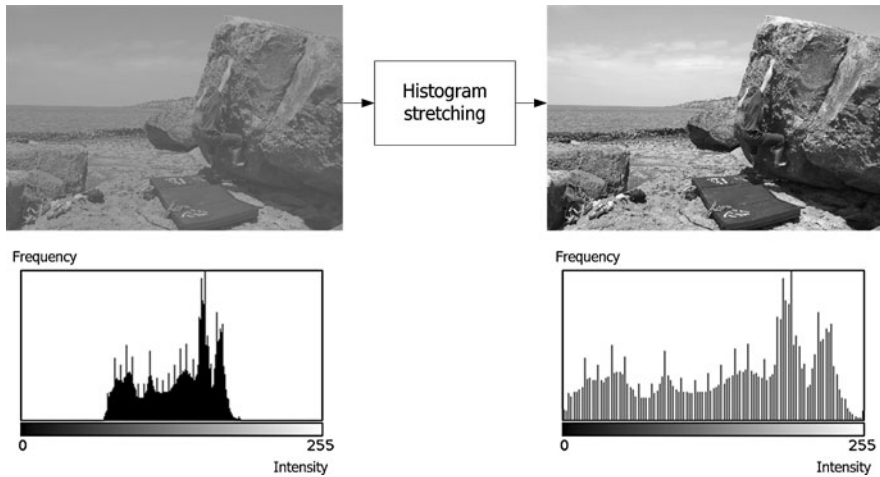 Histogram
stretching
Frequency
0
255
Intensity
Frequency
0
255
Intensity